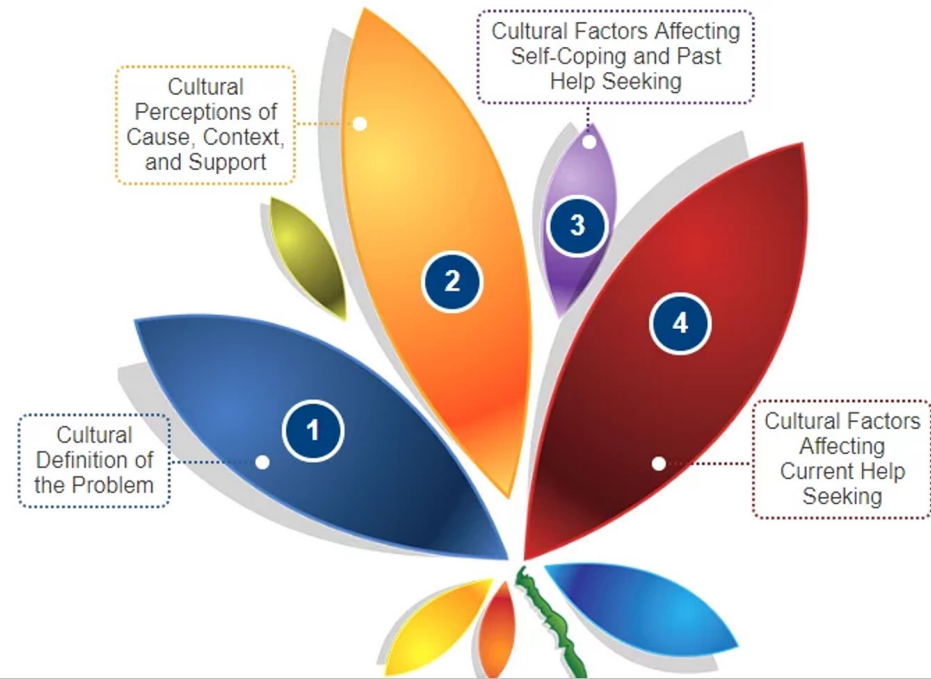 Cultural Factors Affecting
Self-Coping and Past
Help Seeking
Cultural
Perceptions of
Cause, Context,
and Support
3
2
4
1
Cultural
Definition of
the Problem
Cultural Factors
Affecting
Current Help
Seeking